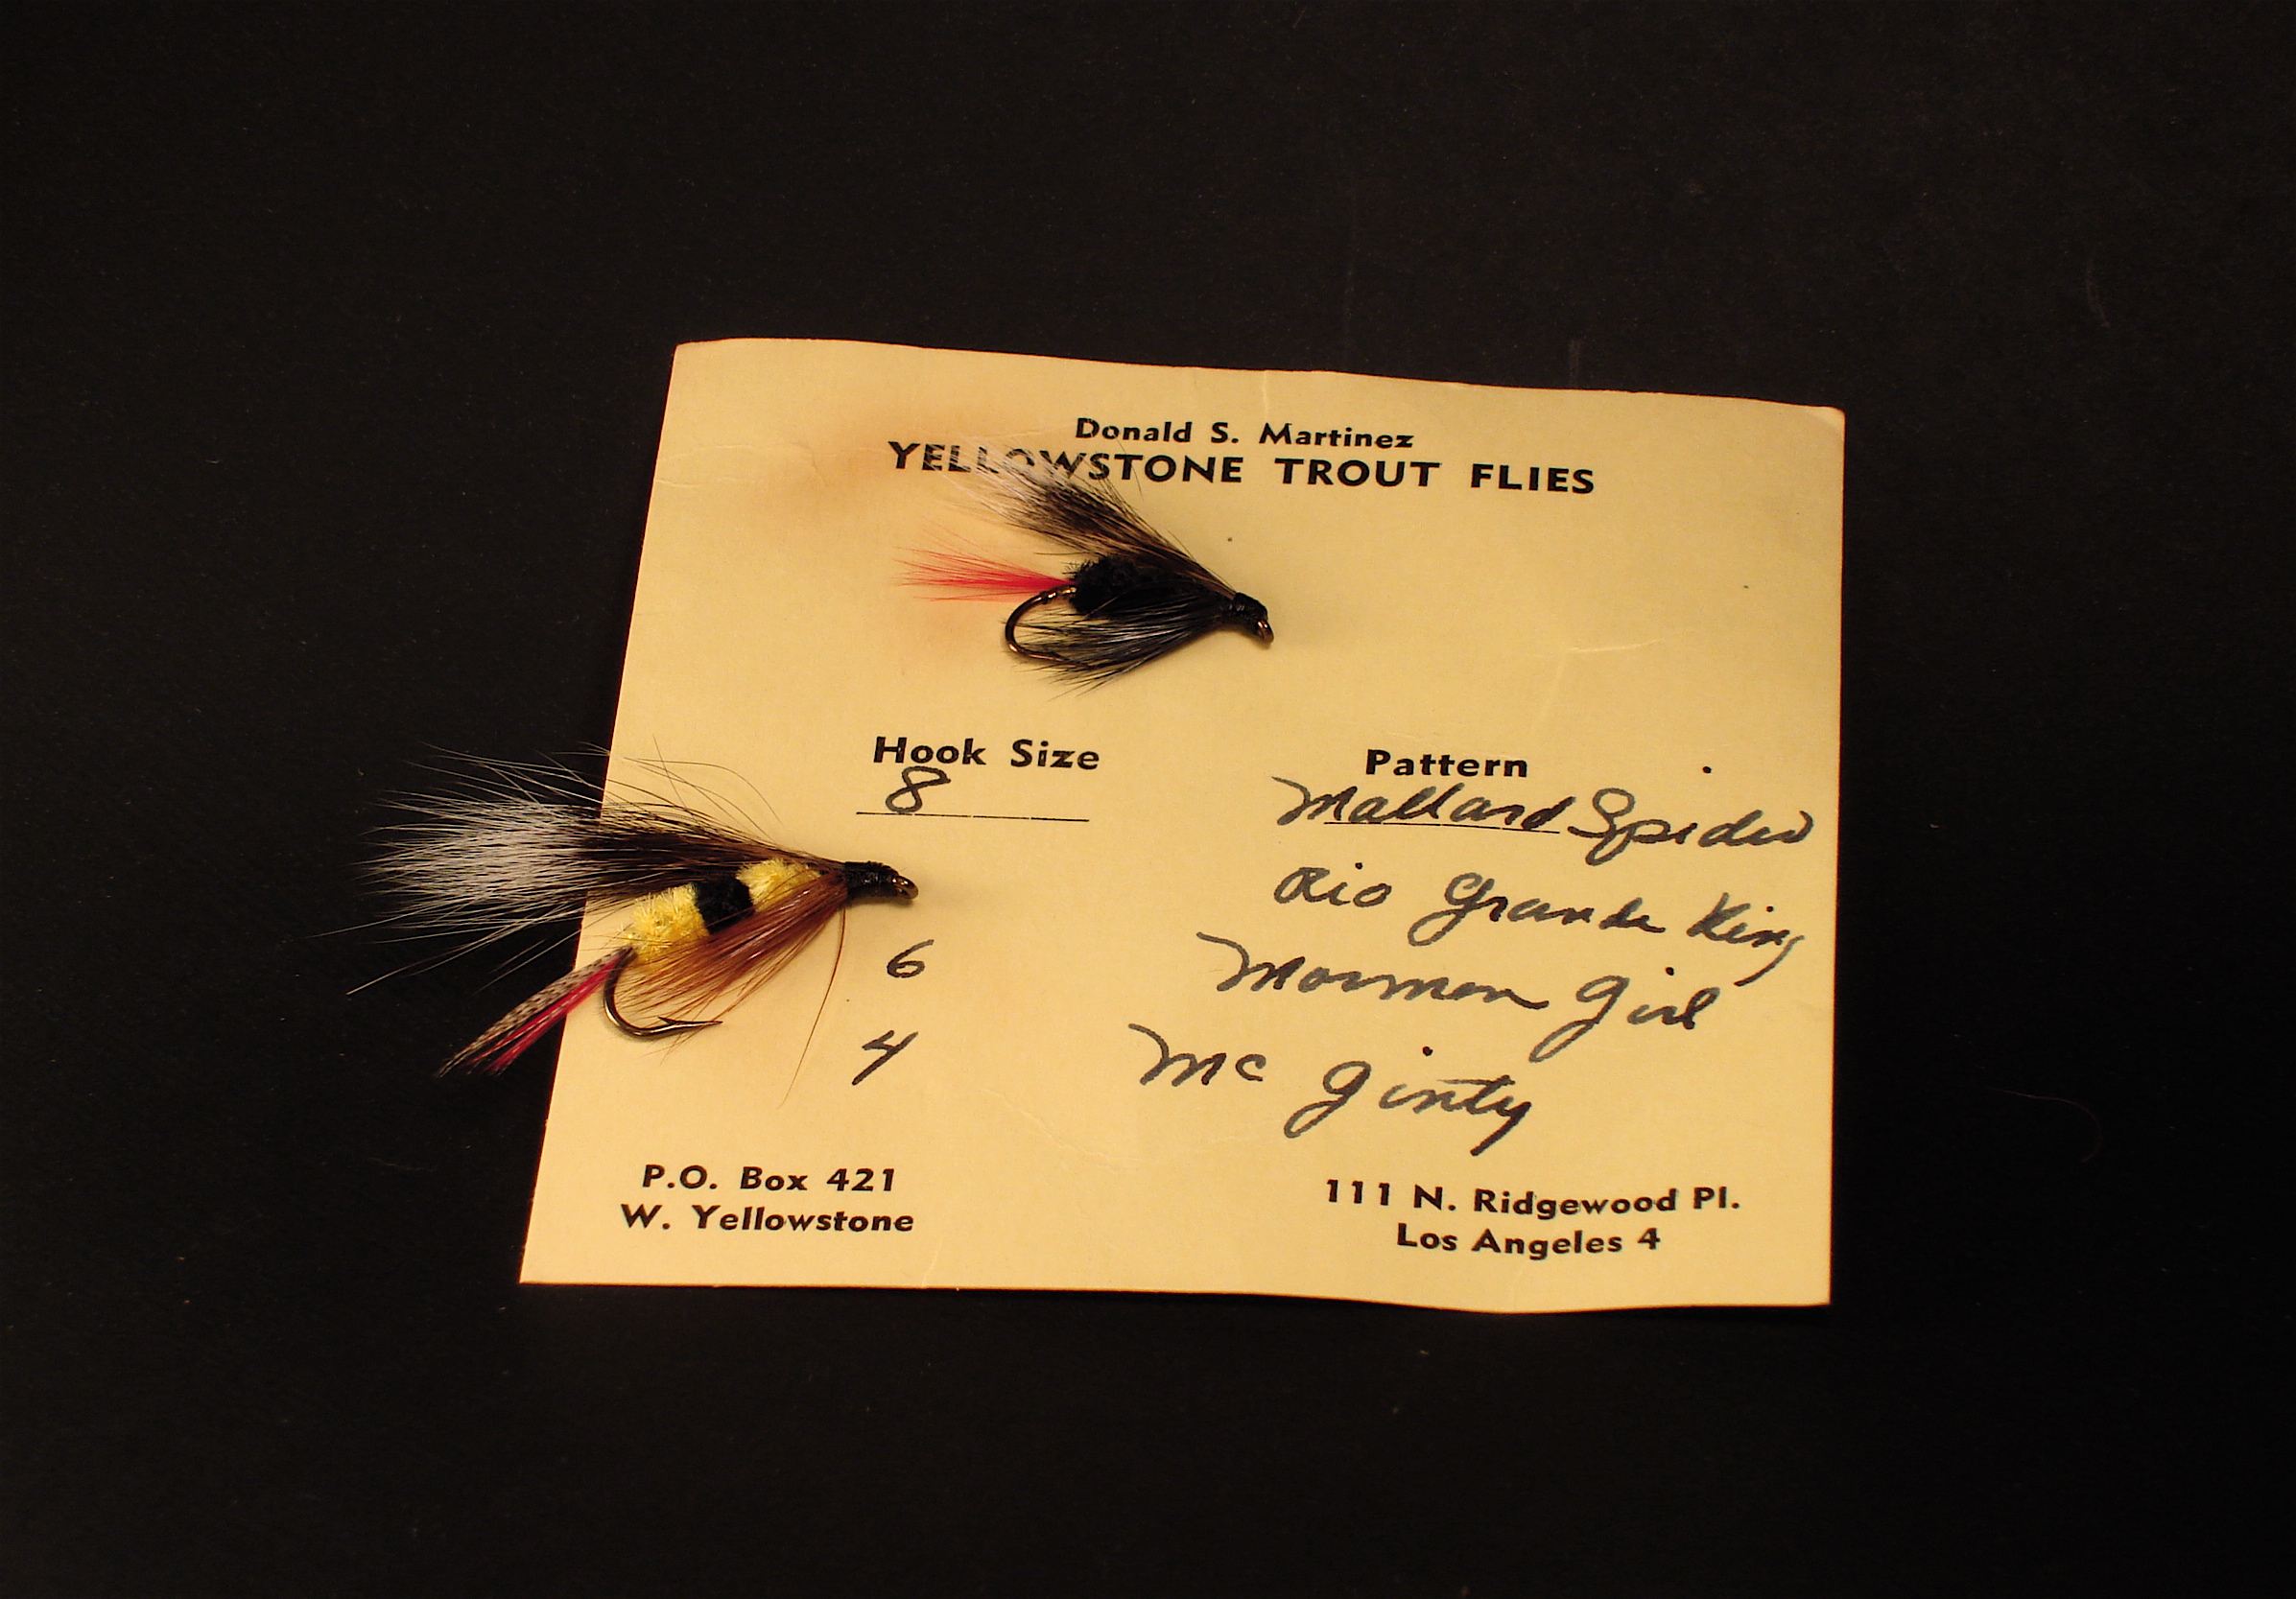 Donald S. Martinez
YELLOWSTONE TROUT FLIES
Hook Size
Pattern
8
Mallard Spider
Rio Grande King
6
Mormon Girl
4
Mc Ginty
P.O. Box 421
W. Yellowstone
111 N. Ridgewood Pl.
Los Angeles 4